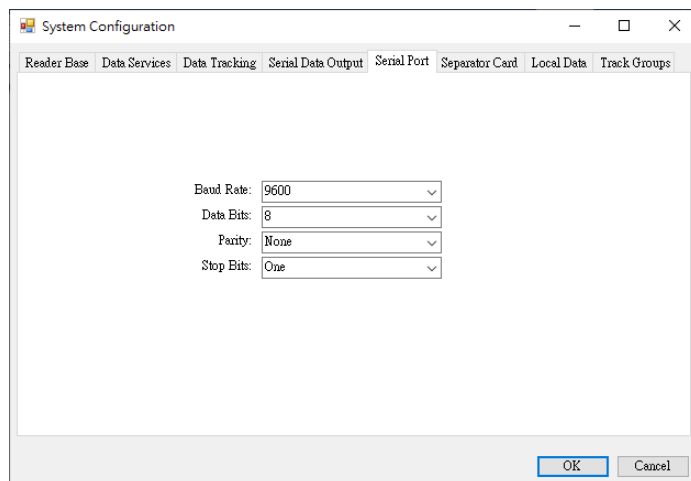 System Configuration
Reader Base Data Services Data Tracking Serial Data Output Serial Port Separator Card Local Data Track Groups
Baud Rate: 9600
Data Bits: 8
Parity: None
Stop Bits: One
OK Cancel